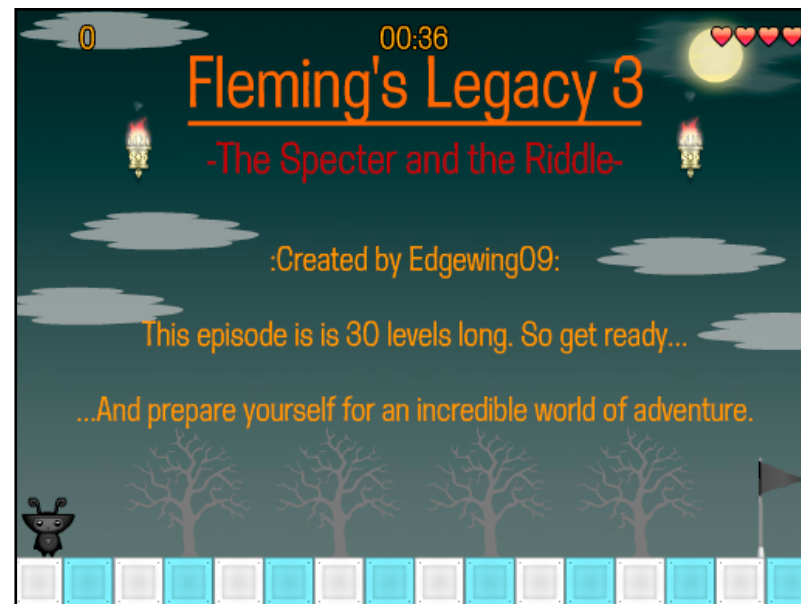 0
00:36
Fleming's Legacy 3
-The Specter and the Riddle-
:Created by Edgewing09:
This episode is is 30 levels long. So get ready...
...And prepare yourself for an incredible world of adventure.